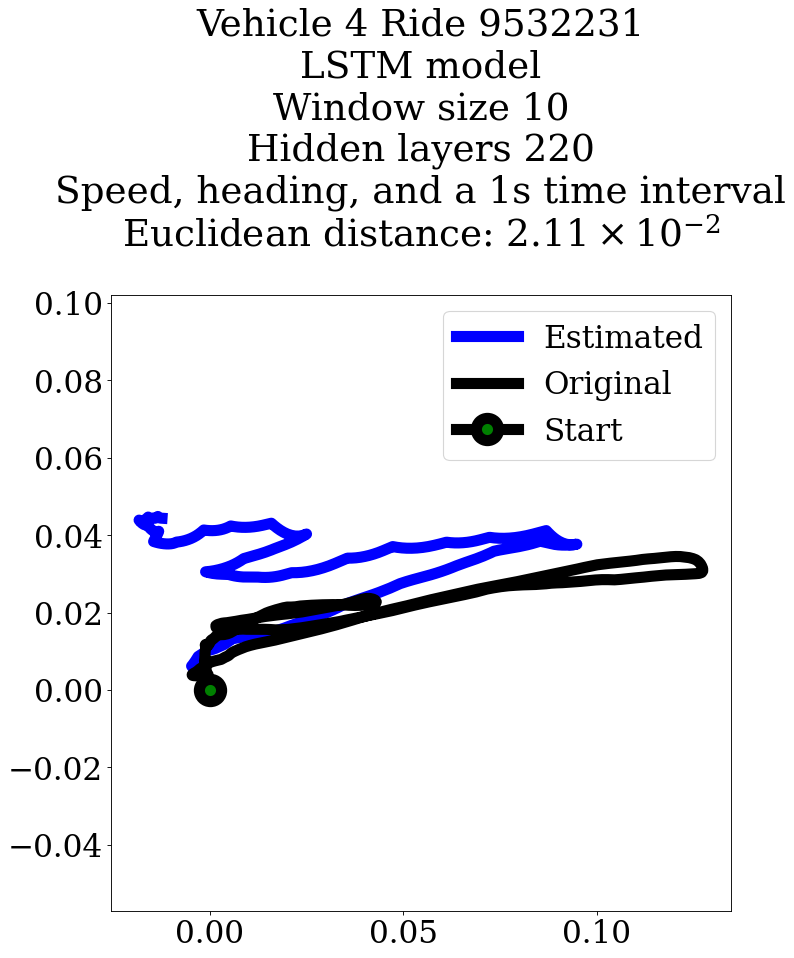 Vehicle 4 Ride 9532231
LSTM model
Window size 10
Hidden layers 220
Speed, heading, and a 1s time interval
Euclidean distance: 2.11 × 10⁻²
0.10
0.08
0.06
0.04
0.02
0.00
−0.02
−0.04
Estimated
Original
Start
0.00 0.05 0.10